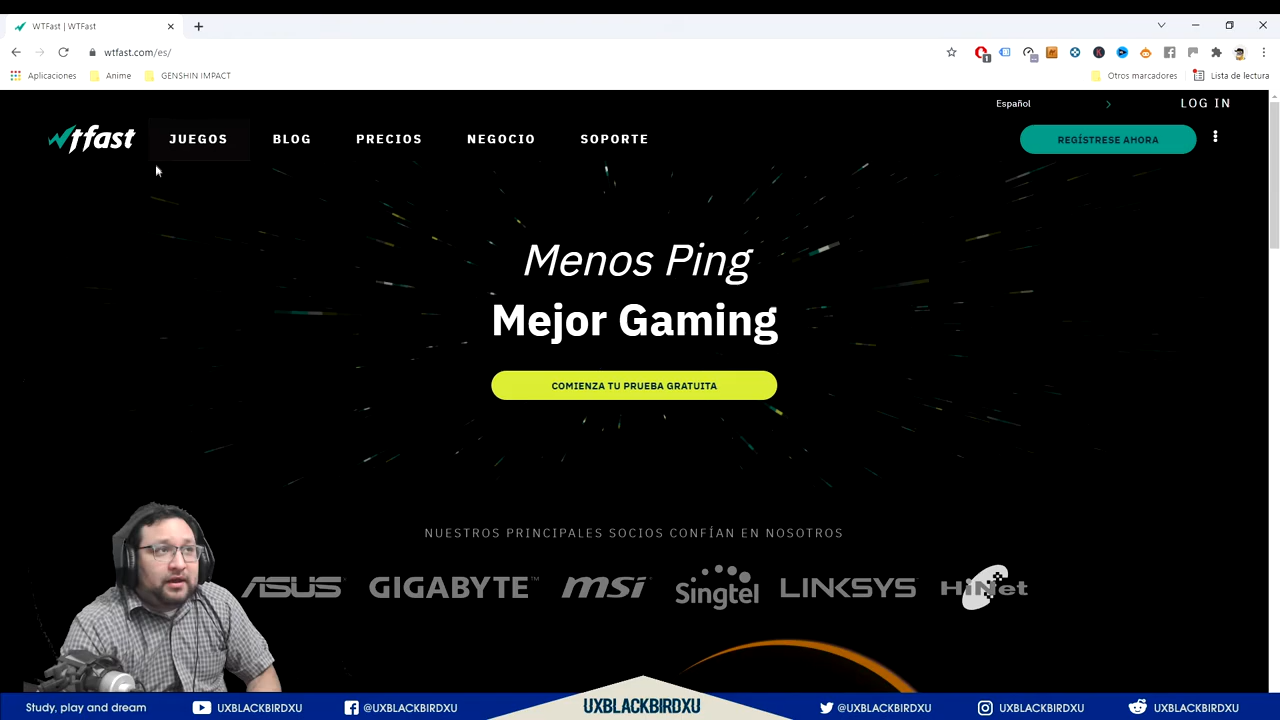 WTFast | WTFast
wtfast.com/es/
Aplicaciones Anime GENSHIN IMPACT Otros marcadores Lista de lectura
Español LOG IN
wtfast JUEGOS BLOG PRECIOS NEGOCIO SOPORTE REGÍSTRESE AHORA
Menos Ping
Mejor Gaming
COMIENZA TU PRUEBA GRATUITA
NUESTROS PRINCIPALES SOCIOS CONFÍAN EN NOSOTROS
ASUS GIGABYTE™ msi Singtel LINKSYS HiNet
Study, play and dream UXBLACKBIRDXU @UXBLACKBIRDXU UXBLACKBIRDXU @UXBLACKBIRDXU UXBLACKBIRDXU UXBLACKBIRDXU